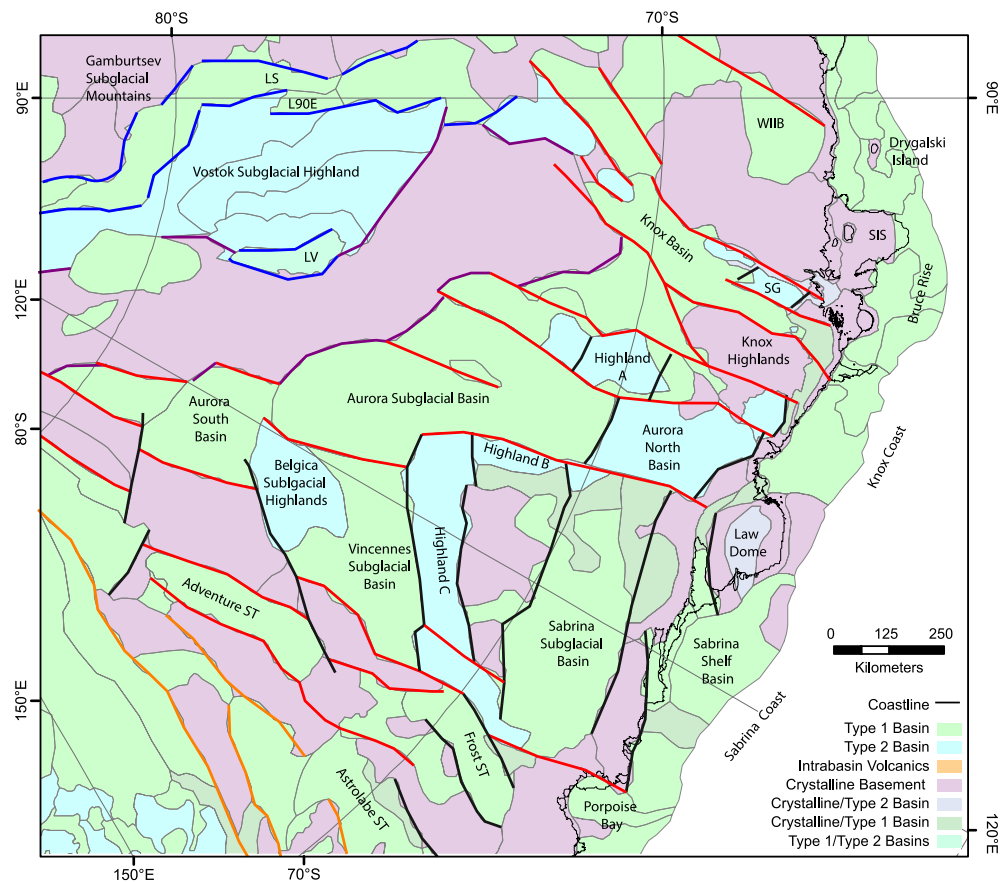 80°S
70°S
Gamburtsev
Subglacial
Mountains
LS
L90E
90°E
90°E
WIIB
Drygalski
Island
Vostok Subglacial Highland
Knox Basin
SIS
LV
SG
Bruce Rise
120°E
Knox
Highlands
Highland
A
Aurora Subglacial Basin
Aurora
South
Basin
80°S
Aurora
North
Basin
Highland B
Knox Coast
Belgica
Subglacial
Highlands
Highland C
Law
Dome
Vincennes
Subglacial
Basin
Adventure ST
Sabrina
Subglacial
Basin
Sabrina
Shelf
Basin
0
125
250
Kilometers
150°E
Sabrina Coast
Coastline
Type 1 Basin
Type 2 Basin
Intrabasin Volcanics
Crystalline Basement
Crystalline/Type 2 Basin
Crystalline/Type 1 Basin
Type 1/Type 2 Basins
Frost ST
Astrolabe ST
Porpoise
Bay
120°E
150°E
70°S